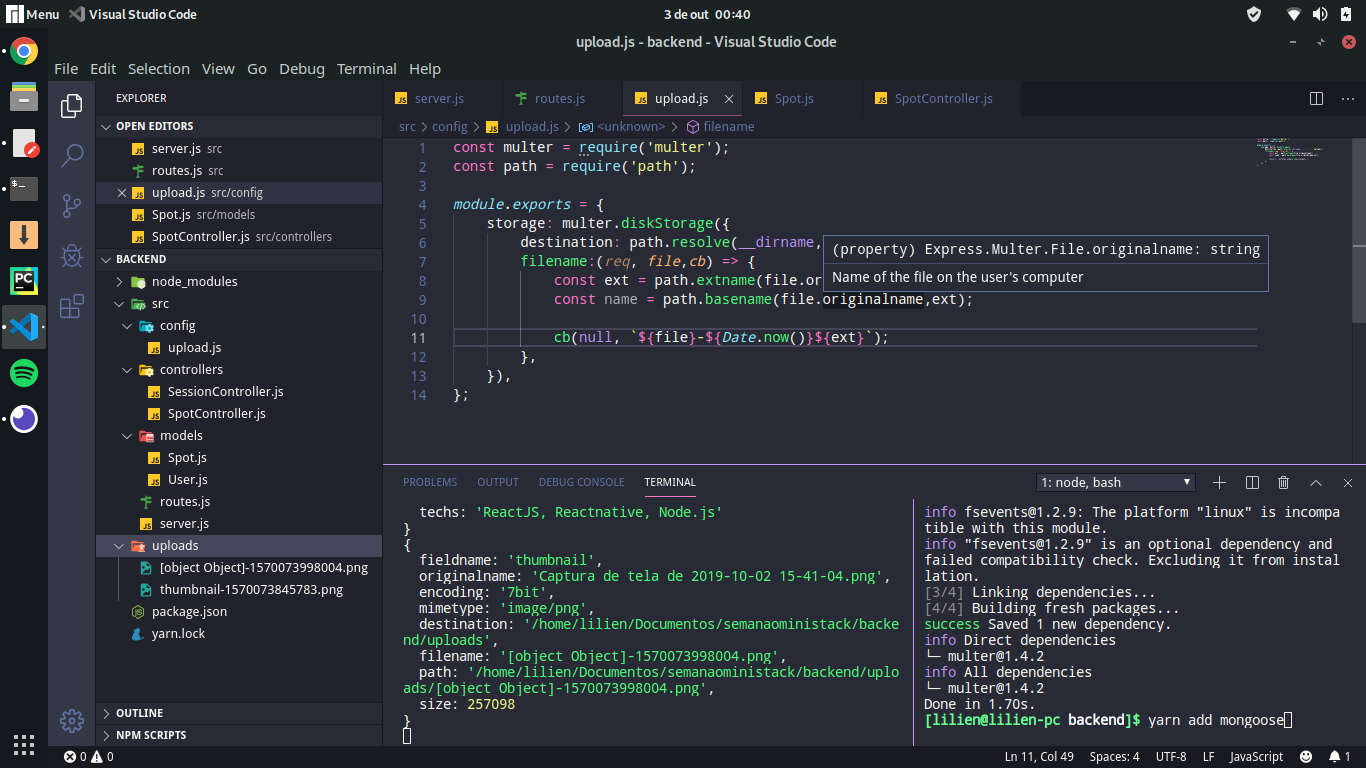 Menu Visual Studio Code 3 de out 00:40
upload.js - backend - Visual Studio Code
File Edit Selection View Go Debug Terminal Help
EXPLORER
OPEN EDITORS
server.js src
routes.js src
upload.js src/config
Spot.js src/models
SpotController.js src/controllers
BACKEND
node_modules
src
config
upload.js
controllers
SessionController.js
SpotController.js
models
Spot.js
User.js
routes.js
server.js
uploads
[object Object]-1570073998004.png
thumbnail-1570073845783.png
package.json
yarn.lock
OUTLINE
NPM SCRIPTS
server.js routes.js upload.js Spot.js SpotController.js
src > config > upload.js > <unknown> > filename
1 const multer = require('multer');
2 const path = require('path');
3
4 module.exports = {
5 storage: multer.diskStorage({
6 destination: path.resolve(__dirname,
7 filename:(req, file,cb) => {
8 const ext = path.extname(file.or
9 const name = path.basename(file.originalname,ext);
10
11 cb(null, `${file}-${Date.now()}${ext}`);
12 },
13 }),
14 };
(property) Express.Multer.File.originalname: string
Name of the file on the user's computer
PROBLEMS OUTPUT DEBUG CONSOLE TERMINAL 1: node, bash
techs: 'ReactJS, Reactnative, Node.js'
}
{
fieldname: 'thumbnail',
originalname: 'Captura de tela de 2019-10-02 15-41-04.png',
encoding: '7bit',
mimetype: 'image/png',
destination: '/home/lilien/Documentos/semanaoministack/backe
nd/uploads',
filename: '[object Object]-1570073998004.png',
path: '/home/lilien/Documentos/semanaoministack/backend/uplo
ads/[object Object]-1570073998004.png',
size: 257098
}
info fsevents@1.2.9: The platform "linux" is incompa
tible with this module.
info "fsevents@1.2.9" is an optional dependency and
failed compatibility check. Excluding it from instal
lation.
[3/4] Linking dependencies...
[4/4] Building fresh packages...
success Saved 1 new dependency.
info Direct dependencies
└─ multer@1.4.2
info All dependencies
└─ multer@1.4.2
Done in 1.70s.
[lilien@lilien-pc backend]$ yarn add mongoose
0 0 Ln 11, Col 49 Spaces: 4 UTF-8 LF JavaScript 1